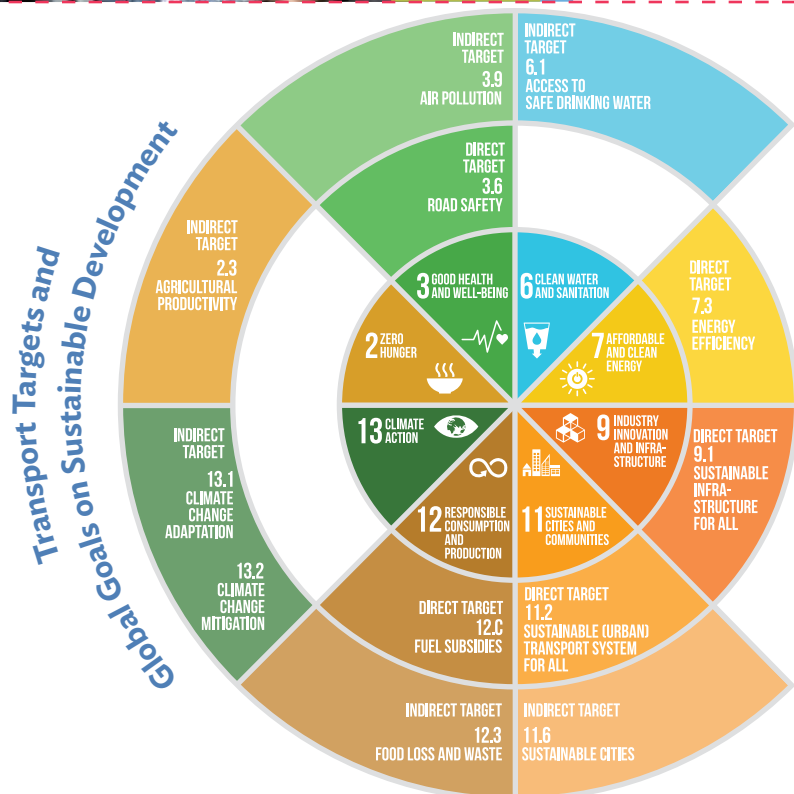 Transport Targets and
Global Goals on Sustainable Development
INDIRECT
TARGET
3.9
AIR POLLUTION
INDIRECT
TARGET
6.1
ACCESS TO
SAFE DRINKING WATER
DIRECT
TARGET
3.6
ROAD SAFETY
INDIRECT
TARGET
2.3
AGRICULTURAL
PRODUCTIVITY
3 GOOD HEALTH
AND WELL-BEING
6 CLEAN WATER
AND SANITATION
DIRECT
TARGET
7.3
ENERGY
EFFICIENCY
2 ZERO
HUNGER
7 AFFORDABLE
AND CLEAN
ENERGY
13 CLIMATE
ACTION
9 INDUSTRY
INNOVATION
AND INFRA-
STRUCTURE
INDIRECT
TARGET
13.1
CLIMATE
CHANGE
ADAPTATION
13.2
CLIMATE
CHANGE
MITIGATION
DIRECT TARGET
9.1
SUSTAINABLE
INFRA-
STRUCTURE
FOR ALL
12 RESPONSIBLE
CONSUMPTION
AND
PRODUCTION
11 SUSTAINABLE
CITIES AND
COMMUNITIES
DIRECT TARGET
12.C
FUEL SUBSIDIES
DIRECT TARGET
11.2
SUSTAINABLE (URBAN)
TRANSPORT SYSTEM
FOR ALL
INDIRECT TARGET
12.3
FOOD LOSS AND WASTE
INDIRECT TARGET
11.6
SUSTAINABLE CITIES